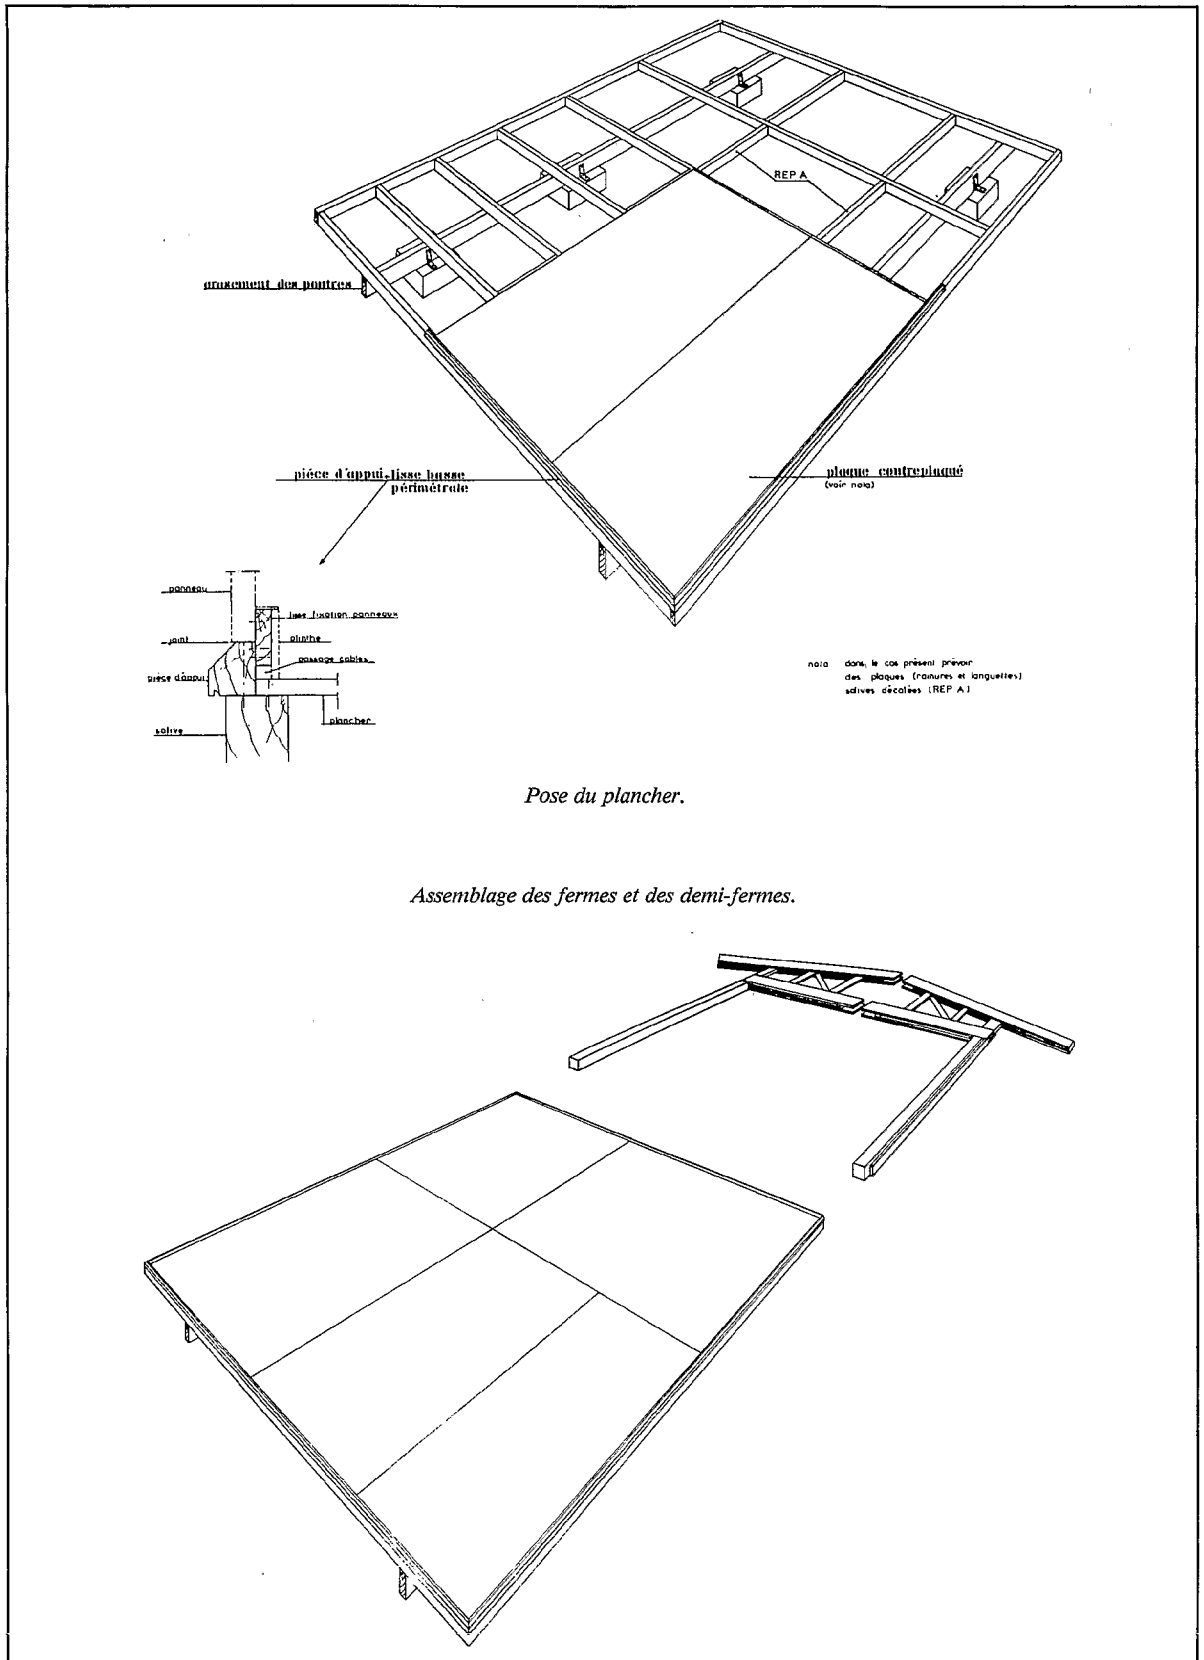 REP A
arasement des poutres
pièce d'appui+lisse basse
périmétrale
plaque contreplaqué
(voir nota)
panneau
lisse fixation panneaux
joint
plinthe
passage cables
pièce d'appui
plancher
solive
nota dans le cas présent prévoir
des plaques (rainures et languettes)
solives décalées (REP A)
Pose du plancher.
Assemblage des fermes et des demi-fermes.